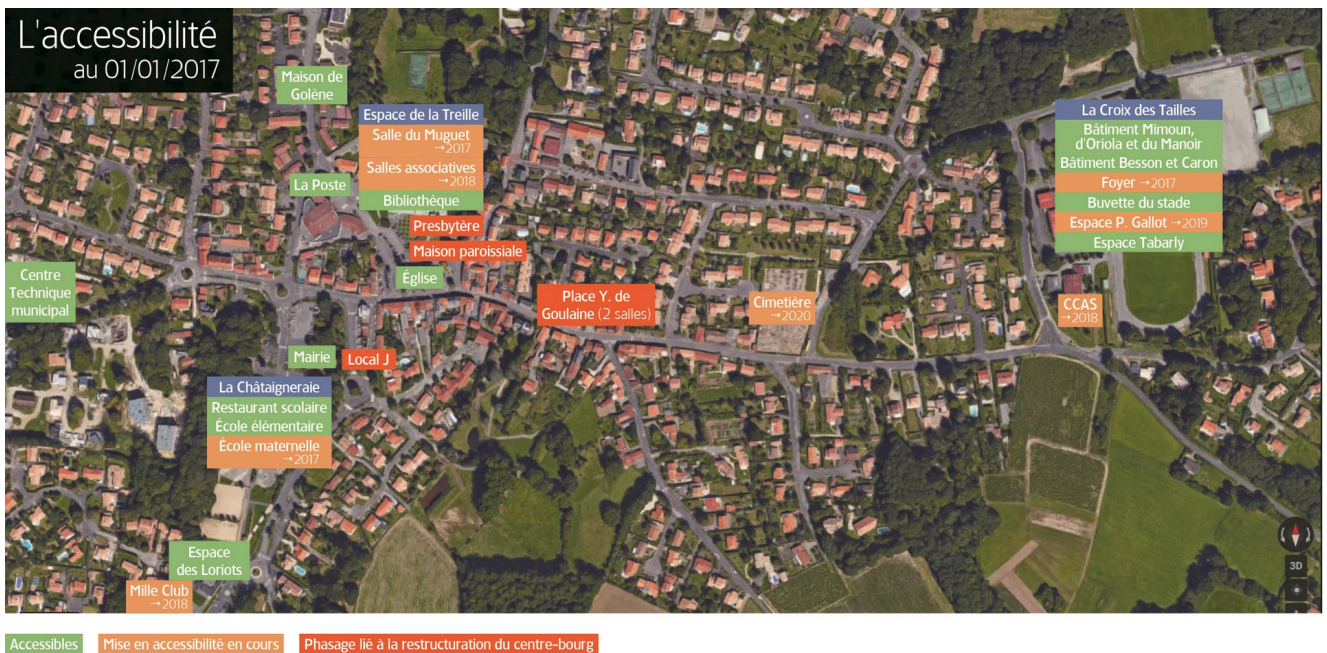 L'accessibilité
au 01/01/2017
Maison de
Golène
Espace de la Treille
Salle du Muguet
→2017
Salles associatives
→2018
Bibliothèque
La Poste
Presbytère
Maison paroissiale
Église
Centre
Technique
municipal
Place Y. de
Goulaine (2 salles)
Cimetière
→2020
La Croix des Tailles
Bâtiment Mimoun,
d'Oriola et du Manoir
Bâtiment Besson et Caron
Foyer →2017
Buvette du stade
Espace P. Gallot →2019
Espace Tabarly
CCAS
→2018
Mairie
Local J
La Châtaigneraie
Restaurant scolaire
École élémentaire
École maternelle
→2017
Espace
des Loriots
Mille Club
→2018
3D
Accessibles
Mise en accessibilité en cours
Phasage lié à la restructuration du centre-bourg